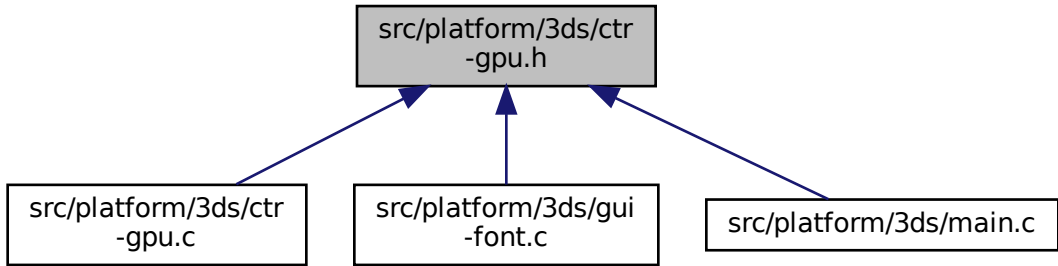 src/platform/3ds/ctr
-gpu.h
src/platform/3ds/ctr
-gpu.c
src/platform/3ds/gui
-font.c
src/platform/3ds/main.c